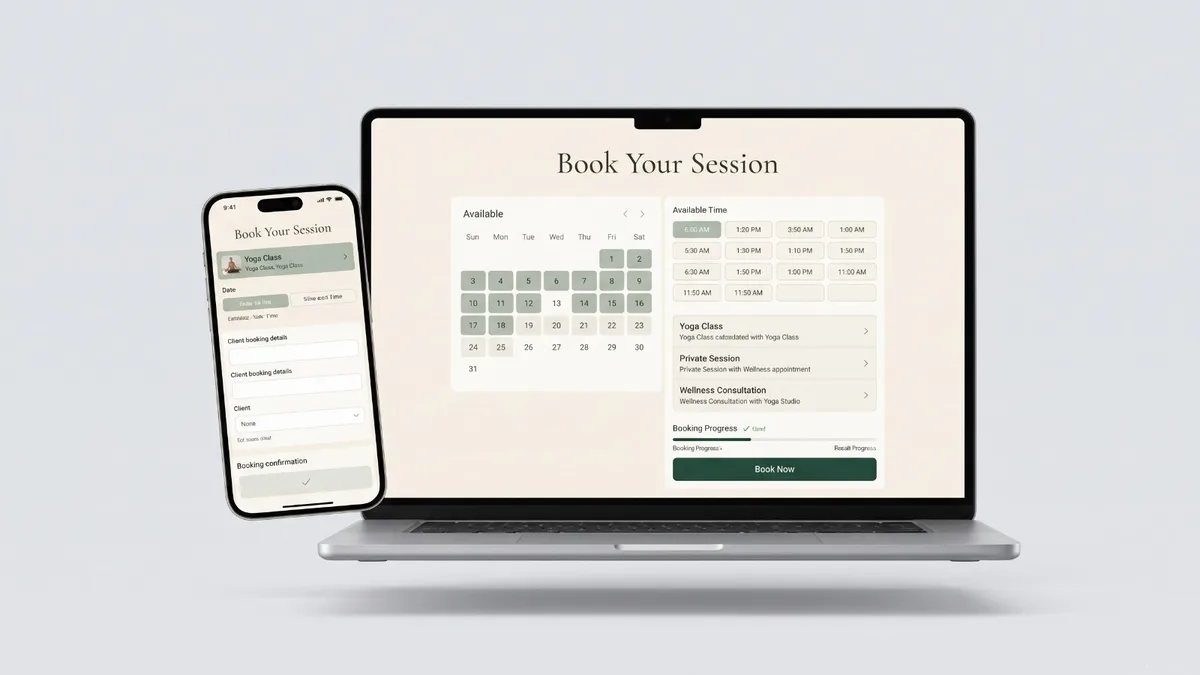 9:41
Book Your Session
Yoga Class
Yoga Class, Yoga Class
Date
Time
Client booking details
Client booking details
Client
None
Booking confirmation
Book Your Session
Available
Sun Mon Tue Wed Thu Fri Sat
1 2
3 4 5 6 7 8 9
10 11 12 13 14 15 16
17 18 19 20 21 22 23
24 25 26 27 28 29 30
31
Available Time
6:00 AM 1:20 PM 3:50 AM 1:00 AM
5:30 AM 1:30 PM 1:10 PM 1:50 PM
6:30 AM 1:50 PM 1:00 PM 11:00 AM
11:50 AM 11:50 AM
Yoga Class
Yoga Class with Yoga Class
Private Session
Private Session with Wellness appointment
Wellness Consultation
Wellness Consultation with Yoga Studio
Booking Progress
Booking Progress
Progress
Book Now